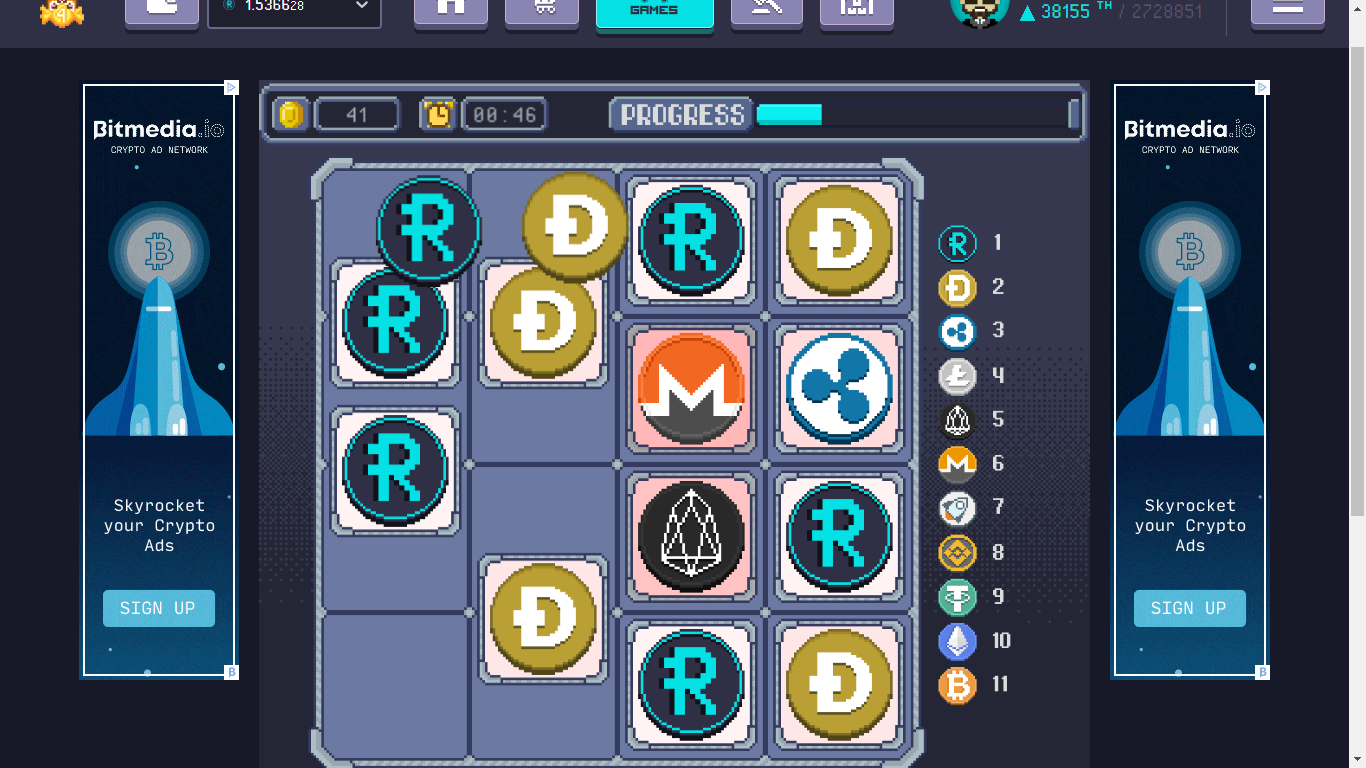 1.536628
GAMES
38155 TH / 2728851
41
00:46
PROGRESS
Bitmedia.io
CRYPTO AD NETWORK
Skyrocket
your Crypto
Ads
SIGN UP
1
2
3
4
5
6
7
8
9
10
11
Bitmedia.io
CRYPTO AD NETWORK
Skyrocket
your Crypto
Ads
SIGN UP